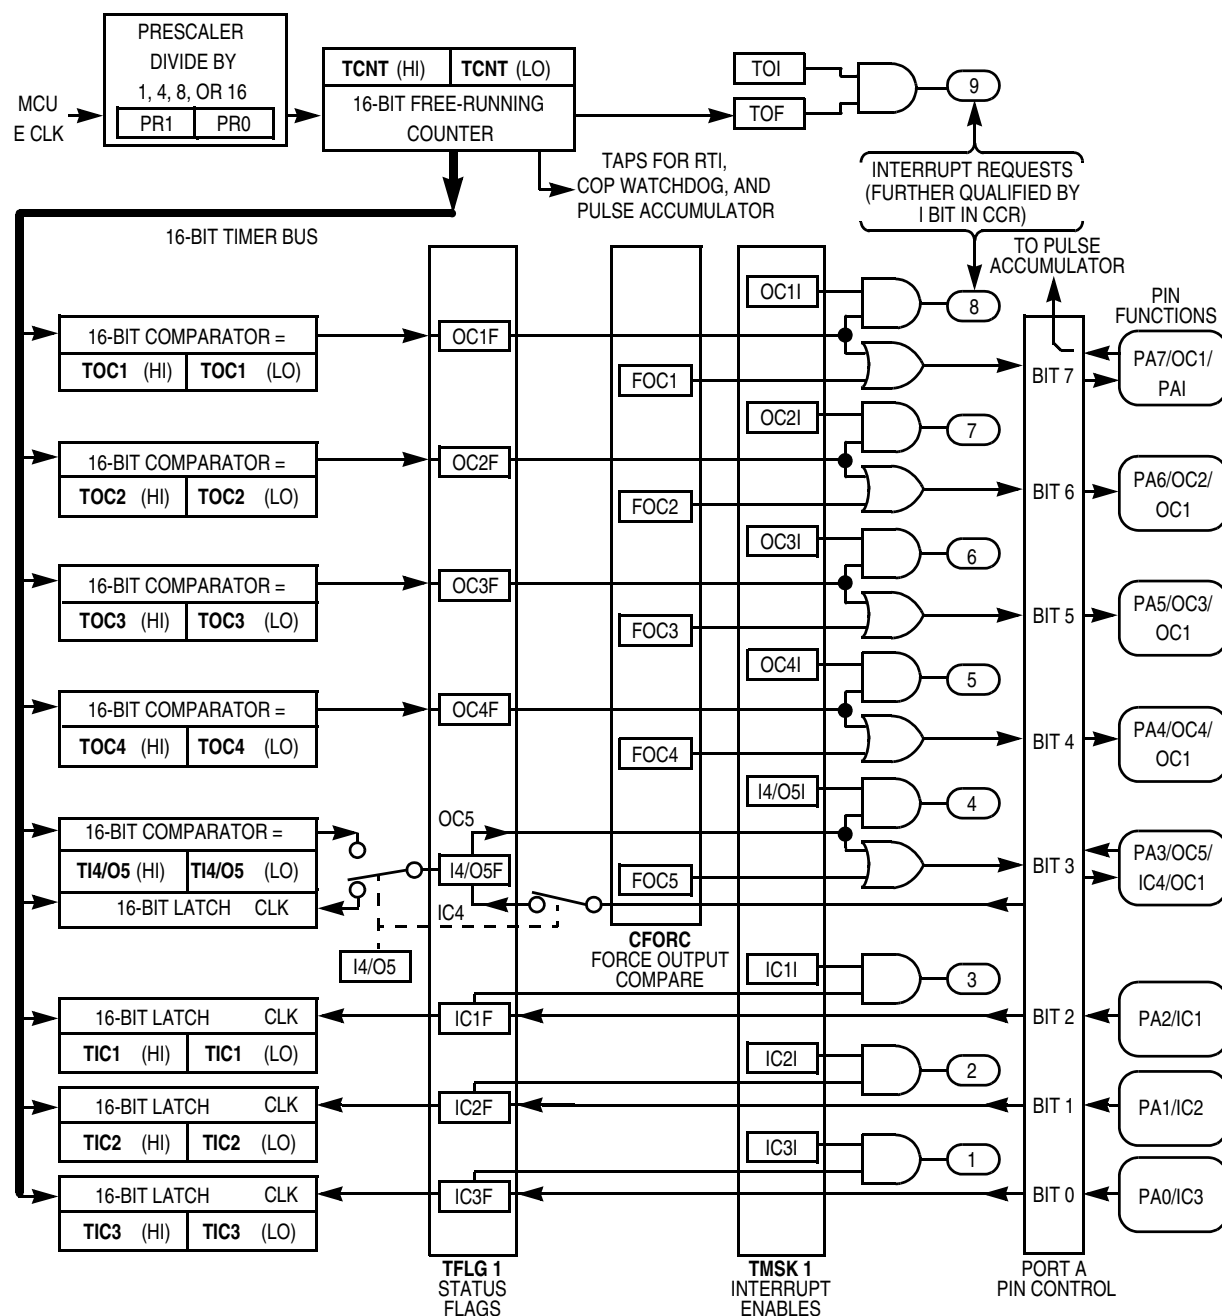 PRESCALER
DIVIDE BY
1, 4, 8, OR 16
PR1 PR0
MCU
E CLK
TCNT (HI) TCNT (LO)
16-BIT FREE-RUNNING
COUNTER
TOI
TOF
9
TAPS FOR RTI,
COP WATCHDOG, AND
PULSE ACCUMULATOR
INTERRUPT REQUESTS
(FURTHER QUALIFIED BY
I BIT IN CCR)
16-BIT TIMER BUS
TO PULSE
ACCUMULATOR
PIN
FUNCTIONS
OC1I
8
16-BIT COMPARATOR =
TOC1 (HI) TOC1 (LO)
OC1F
FOC1
BIT 7
PA7/OC1/
PAI
OC2I
7
16-BIT COMPARATOR =
TOC2 (HI) TOC2 (LO)
OC2F
FOC2
BIT 6
PA6/OC2/
OC1
OC3I
6
16-BIT COMPARATOR =
TOC3 (HI) TOC3 (LO)
OC3F
FOC3
BIT 5
PA5/OC3/
OC1
OC4I
5
16-BIT COMPARATOR =
TOC4 (HI) TOC4 (LO)
OC4F
FOC4
BIT 4
PA4/OC4/
OC1
I4/O5I
4
16-BIT COMPARATOR =
TI4/O5 (HI) TI4/O5 (LO)
16-BIT LATCH CLK
OC5
I4/O5F
IC4
FOC5
BIT 3
PA3/OC5/
IC4/OC1
I4/O5
CFORC
FORCE OUTPUT
COMPARE
IC1I
3
16-BIT LATCH CLK
TIC1 (HI) TIC1 (LO)
IC1F
BIT 2
PA2/IC1
IC2I
2
16-BIT LATCH CLK
TIC2 (HI) TIC2 (LO)
IC2F
BIT 1
PA1/IC2
IC3I
1
16-BIT LATCH CLK
TIC3 (HI) TIC3 (LO)
IC3F
BIT 0
PA0/IC3
TFLG 1
STATUS
FLAGS
TMSK 1
INTERRUPT
ENABLES
PORT A
PIN CONTROL